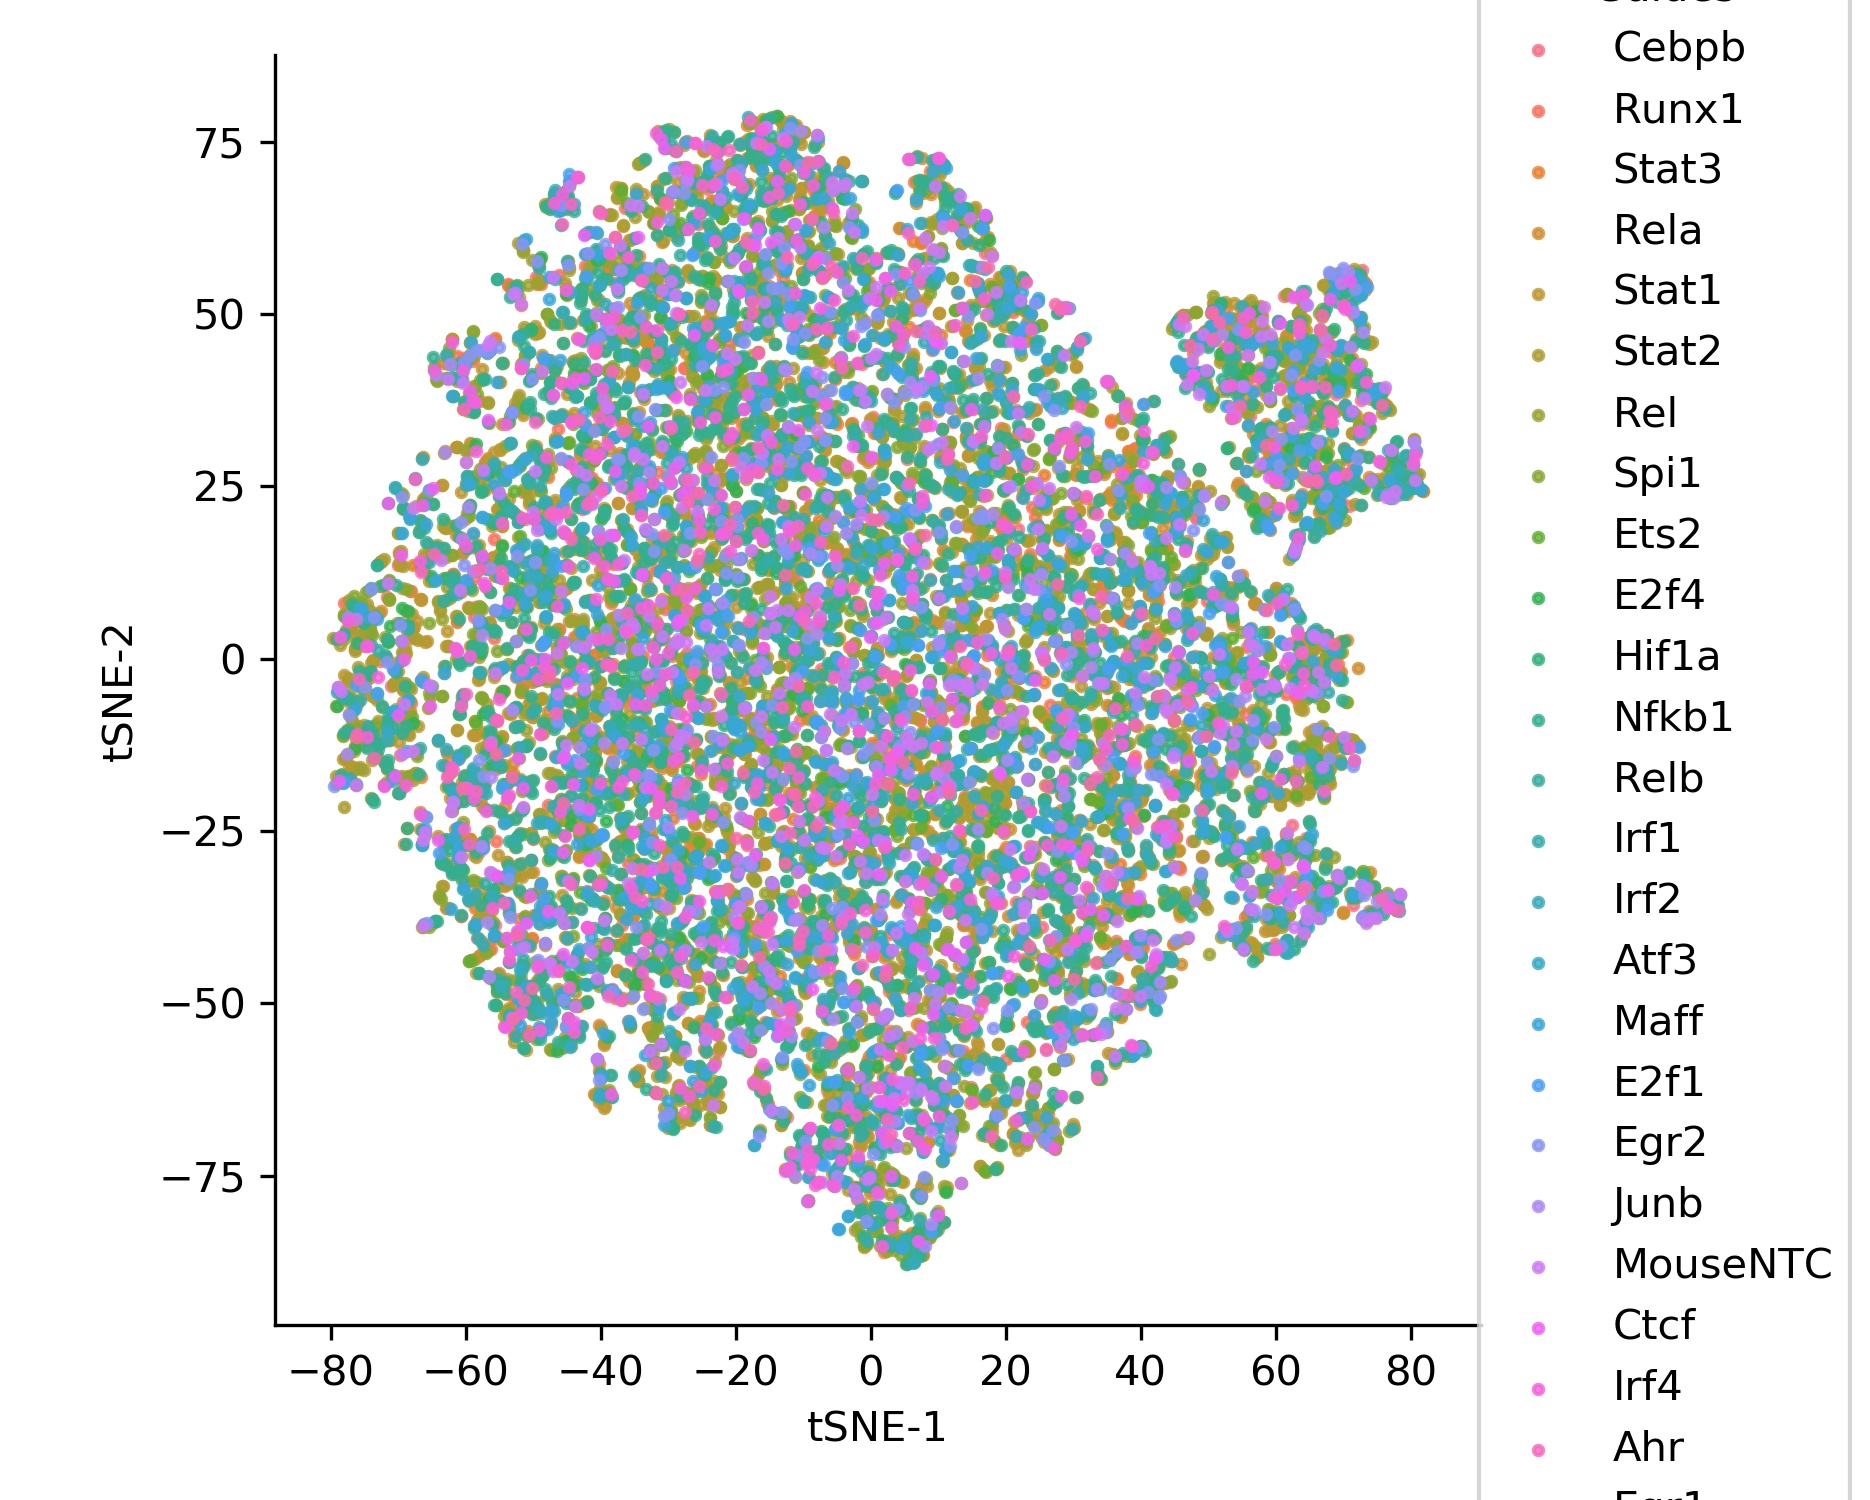 75
50
25
0
−25
−50
−75
tSNE-2
−80 −60 −40 −20 0 20 40 60 80
tSNE-1
Cebpb
Runx1
Stat3
Rela
Stat1
Stat2
Rel
Spi1
Ets2
E2f4
Hif1a
Nfkb1
Relb
Irf1
Irf2
Atf3
Maff
E2f1
Egr2
Junb
MouseNTC
Ctcf
Irf4
Ahr